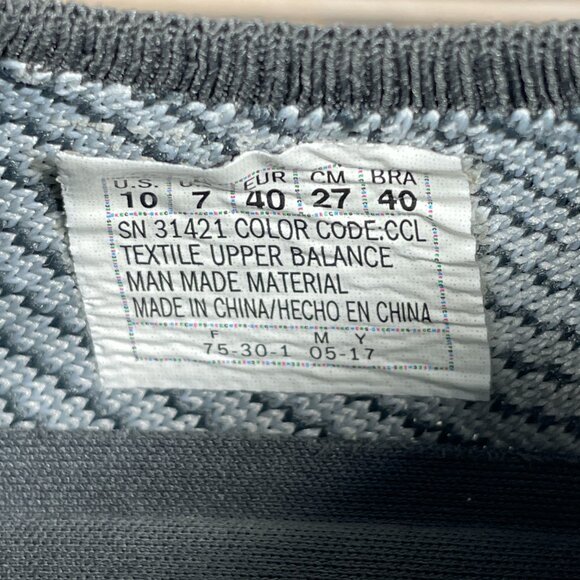 U.S. EUR CM BRA
10 7 40 27 40
SN 31421 COLOR CODE:CCL
TEXTILE UPPER BALANCE
MAN MADE MATERIAL
MADE IN CHINA/HECHO EN CHINA
F M Y
75-30-1 05-17